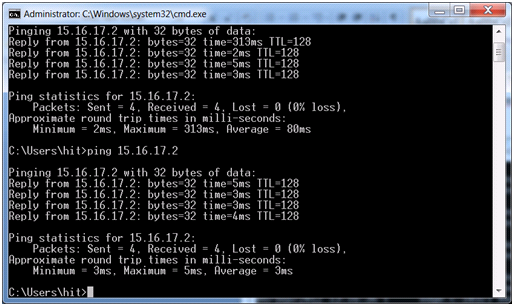 Administrator: C:\Windows\system32\cmd.exe
Pinging 15.16.17.2 with 32 bytes of data:
Reply from 15.16.17.2: bytes=32 time=313ms TTL=128
Reply from 15.16.17.2: bytes=32 time=2ms TTL=128
Reply from 15.16.17.2: bytes=32 time=5ms TTL=128
Reply from 15.16.17.2: bytes=32 time=3ms TTL=128
Ping statistics for 15.16.17.2:
Packets: Sent = 4, Received = 4, Lost = 0 (0% loss),
Approximate round trip times in milli-seconds:
Minimum = 2ms, Maximum = 313ms, Average = 80ms
C:\Users\hit>ping 15.16.17.2
Pinging 15.16.17.2 with 32 bytes of data:
Reply from 15.16.17.2: bytes=32 time=5ms TTL=128
Reply from 15.16.17.2: bytes=32 time=3ms TTL=128
Reply from 15.16.17.2: bytes=32 time=3ms TTL=128
Reply from 15.16.17.2: bytes=32 time=4ms TTL=128
Ping statistics for 15.16.17.2:
Packets: Sent = 4, Received = 4, Lost = 0 (0% loss),
Approximate round trip times in milli-seconds:
Minimum = 3ms, Maximum = 5ms, Average = 3ms
C:\Users\hit>